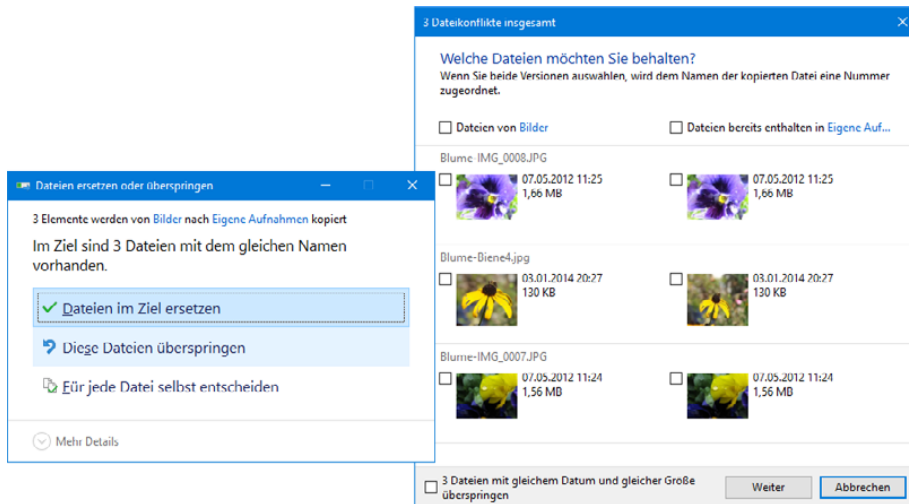 Dateien ersetzen oder überspringen
3 Elemente werden von Bilder nach Eigene Aufnahmen kopiert
Im Ziel sind 3 Dateien mit dem gleichen Namen
vorhanden.
Dateien im Ziel ersetzen
Diese Dateien überspringen
Für jede Datei selbst entscheiden
Mehr Details
3 Dateikonflikte insgesamt
Welche Dateien möchten Sie behalten?
Wenn Sie beide Versionen auswählen, wird dem Namen der kopierten Datei eine Nummer
zugeordnet.
Dateien von Bilder
Dateien bereits enthalten in Eigene Auf...
Blume-IMG_0008.JPG
07.05.2012 11:25
1,66 MB
07.05.2012 11:25
1,66 MB
Blume-Biene4.jpg
03.01.2014 20:27
130 KB
03.01.2014 20:27
130 KB
Blume-IMG_0007.JPG
07.05.2012 11:24
1,56 MB
07.05.2012 11:24
1,56 MB
3 Dateien mit gleichem Datum und gleicher Größe
überspringen
Weiter
Abbrechen